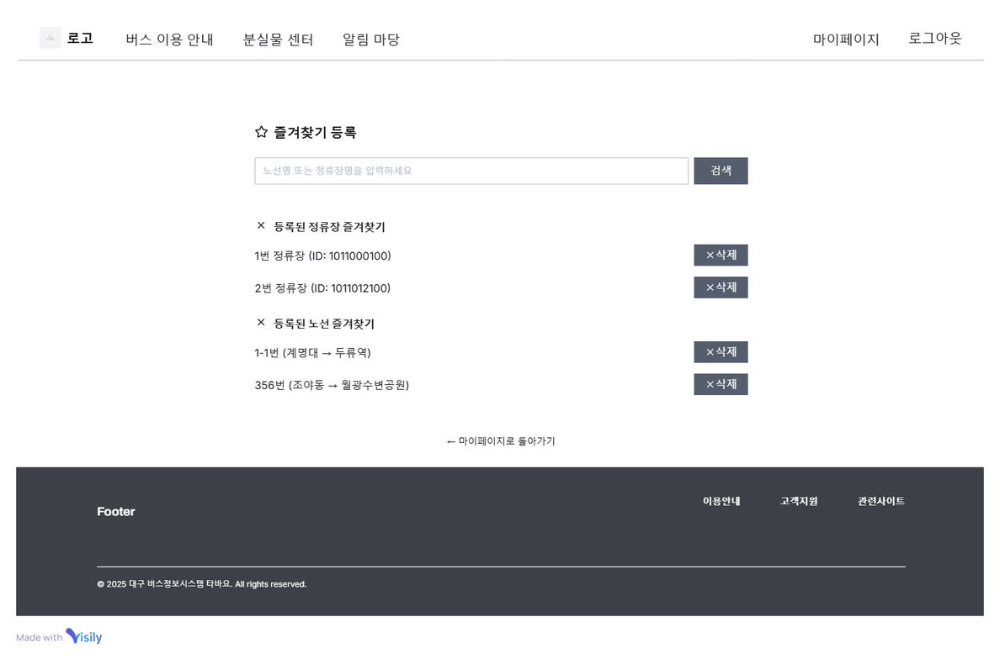 로고 버스 이용 안내 분실물 센터 알림 마당 마이페이지 로그아웃
즐겨찾기 등록
노선명 또는 정류장명을 입력하세요 검색
× 등록된 정류장 즐겨찾기
1번 정류장 (ID: 1011000100) ×삭제
2번 정류장 (ID: 1011012100) ×삭제
× 등록된 노선 즐겨찾기
1-1번 (계명대 → 두류역) ×삭제
356번 (조야동 → 월광수변공원) ×삭제
← 마이페이지로 돌아가기
이용안내 고객지원 관련사이트
Footer
© 2025 대구 버스정보시스템 타바요. All rights reserved.
Made with Visily